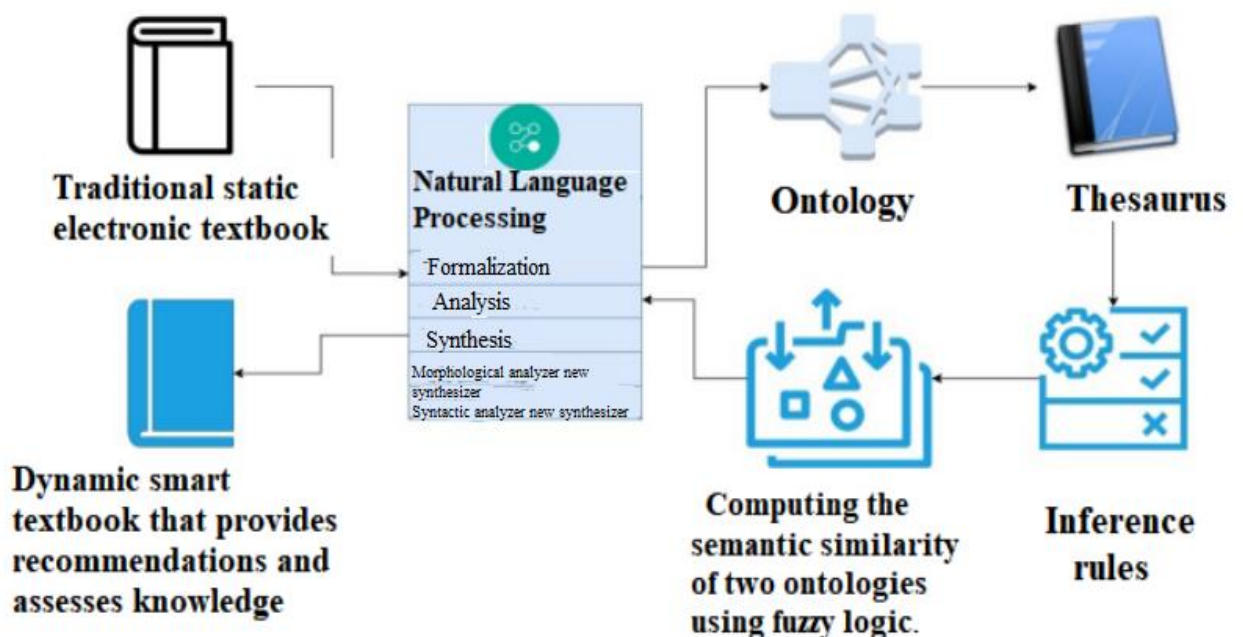 Traditional static
electronic textbook
Natural Language
Processing
Formalization
Analysis
Synthesis
Morphological analyzer new
synthesizer
Syntactic analyzer new synthesizer
Ontology
Thesaurus
Inference
rules
Computing the
semantic similarity
of two ontologies
using fuzzy logic.
Dynamic smart
textbook that provides
recommendations and
assesses knowledge